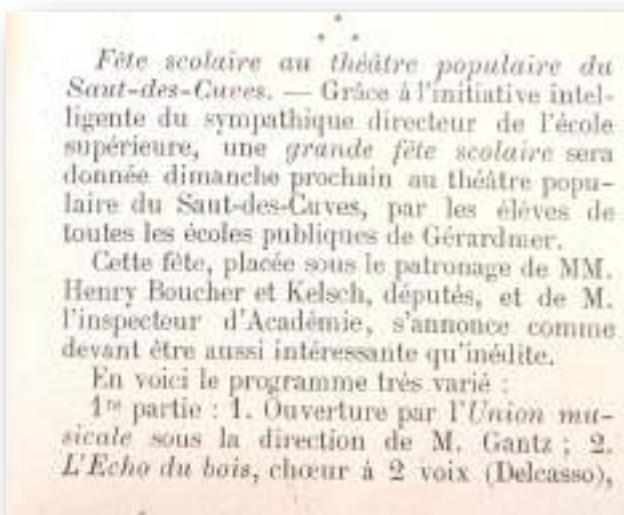 Fête scolaire au théâtre populaire du
Saut-des-Cuves. — Grâce à l'initiative intel-
ligente du sympathique directeur de l'école
supérieure, une grande fête scolaire sera
donnée dimanche prochain au théâtre popu-
laire du Saut-des-Cuves, par les élèves de
toutes les écoles publiques de Gérardmer.
Cette fête, placée sous le patronage de MM.
Henry Boucher et Kelsch, députés, et de M.
l'inspecteur d'Académie, s'annonce comme
devant être aussi intéressante qu'inédite.
En voici le programme très varié :
1re partie : 1. Ouverture par l'Union mu-
sicale sous la direction de M. Gantz ; 2.
L'Echo du bois, chœur à 2 voix (Delcasso),